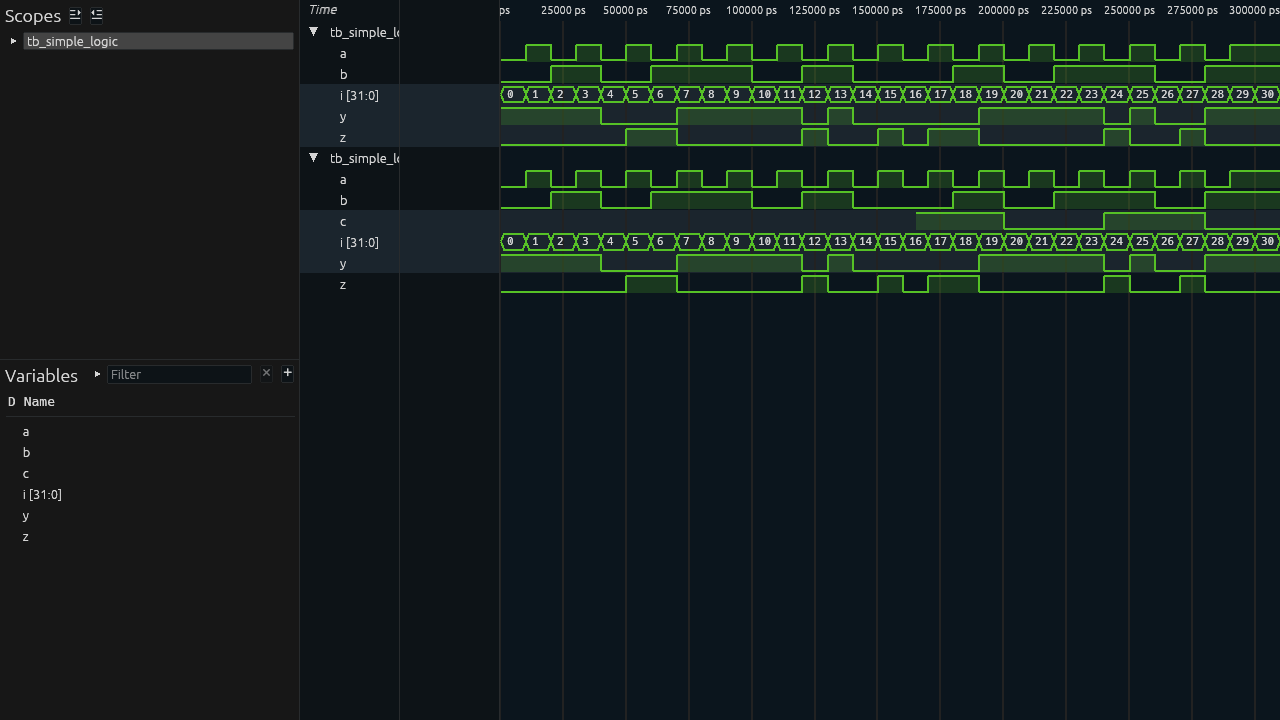 Scopes
tb_simple_logic
Variables
Filter
D Name
a
b
c
i [31:0]
y
z
Time
ps 25000 ps 50000 ps 75000 ps 100000 ps 125000 ps 150000 ps 175000 ps 200000 ps 225000 ps 250000 ps 275000 ps 300000 ps
tb_simple_lo
a
b
i [31:0] 0 1 2 3 4 5 6 7 8 9 10 11 12 13 14 15 16 17 18 19 20 21 22 23 24 25 26 27 28 29 30
y
z
tb_simple_lo
a
b
c
i [31:0] 0 1 2 3 4 5 6 7 8 9 10 11 12 13 14 15 16 17 18 19 20 21 22 23 24 25 26 27 28 29 30
y
z